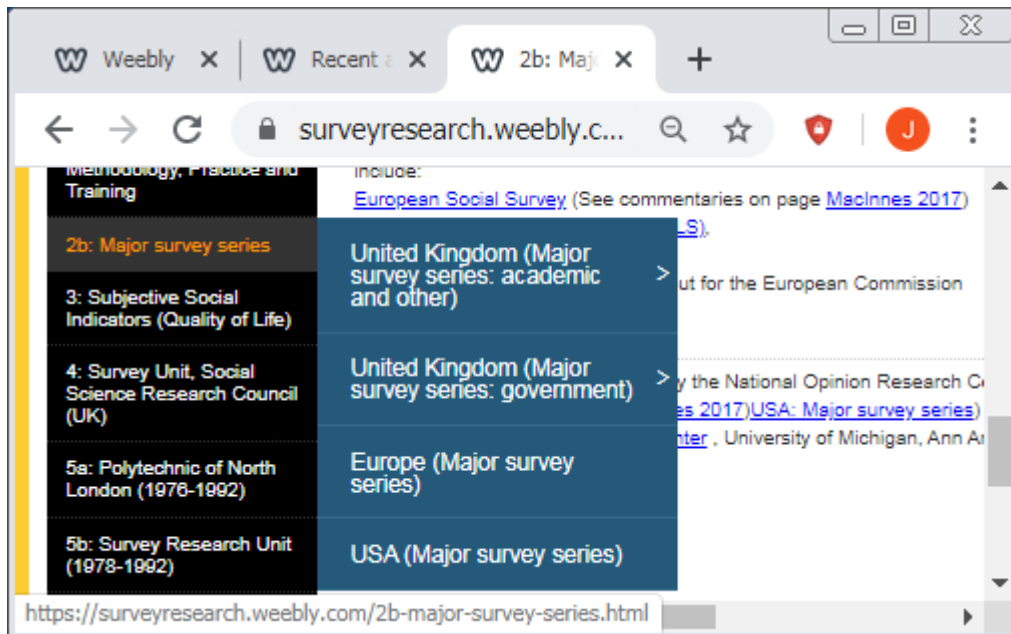 Weebly
Recent a
2b: Maj
surveyresearch.weebly.c...
J
Methodology, Practice and
Training
2b: Major survey series
3: Subjective Social
Indicators (Quality of Life)
4: Survey Unit, Social
Science Research Council
(UK)
5a: Polytechnic of North
London (1976-1992)
5b: Survey Research Unit
(1978-1992)
United Kingdom (Major
survey series: academic
and other)
>
United Kingdom (Major
survey series: government)
>
Europe (Major survey
series)
USA (Major survey series)
include:
European Social Survey (See commentaries on page MacInnes 2017)
LS),
ut for the European Commission
y the National Opinion Research Ce
es 2017)USA: Major survey series)
nter , University of Michigan, Ann Ar
https://surveyresearch.weebly.com/2b-major-survey-series.html